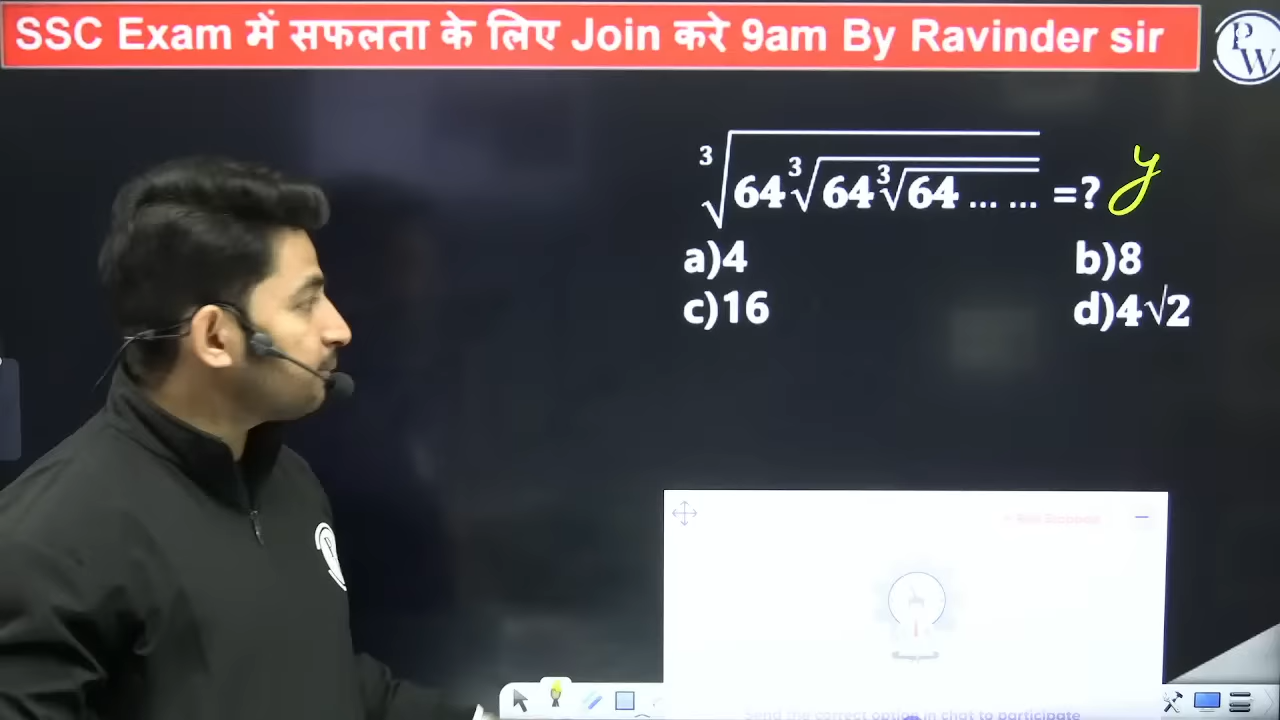 SSC Exam में सफलता के लिए Join करे 9am By Ravinder sir
PW
∛64∛64∛64... ... =? y
a)4 b)8
c)16 d)4√2
Send the correct option in chat to participate